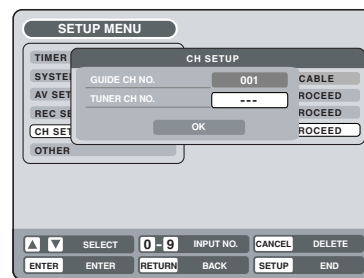 SETUP MENU
TIMER
CH SETUP
SYSTE
GUIDE CH NO. 001
CABLE
AV SET
TUNER CH NO. ---
ROCEED
REC SE
ROCEED
CH SET
OK
ROCEED
OTHER
SELECT 0-9 INPUT NO. CANCEL DELETE
ENTER ENTER RETURN BACK SETUP END